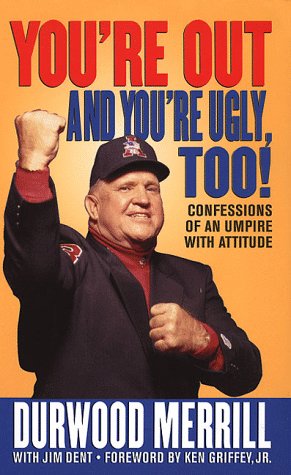 YOU'RE OUT
AND YOU'RE UGLY,
TOO!
CONFESSIONS
OF AN UMPIRE
WITH ATTITUDE
DURWOOD MERRILL
WITH JIM DENT • FOREWORD BY KEN GRIFFEY, JR.